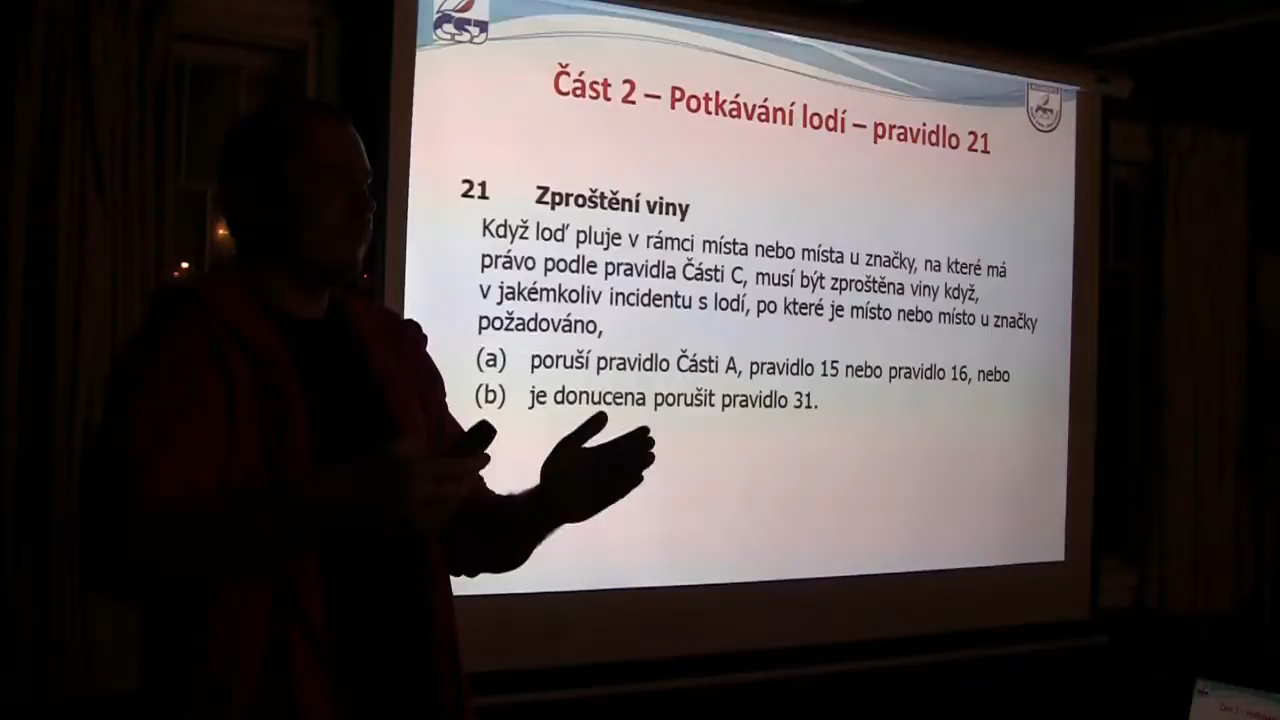 ČSJ
Část 2 – Potkávání lodí – pravidlo 21
21 Zproštění viny
Když loď pluje v rámci místa nebo místa u značky, na které má
právo podle pravidla Části C, musí být zproštěna viny když,
v jakémkoliv incidentu s lodí, po které je místo nebo místo u značky
požadováno,
(a) poruší pravidlo Části A, pravidlo 15 nebo pravidlo 16, nebo
(b) je donucena porušit pravidlo 31.